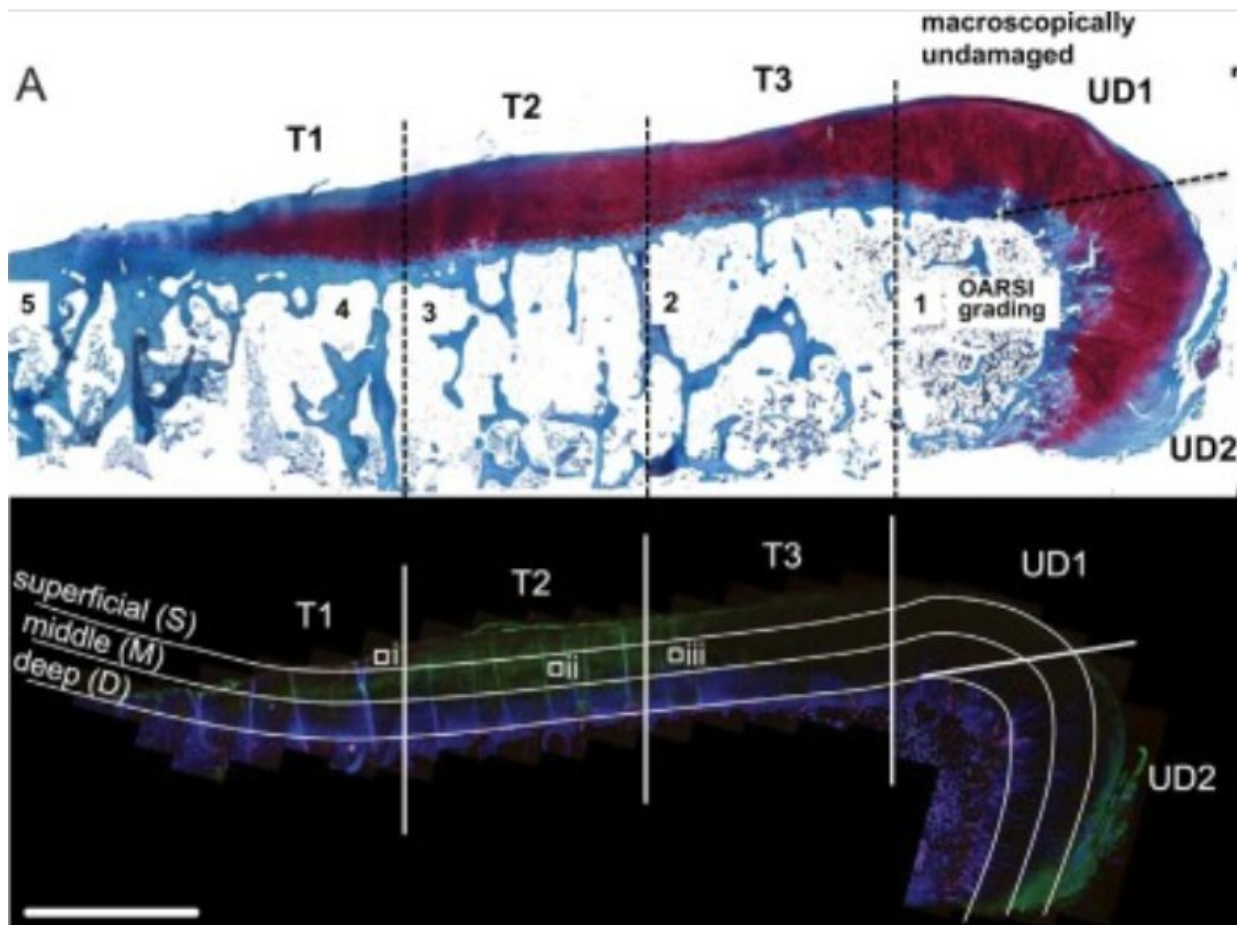 macroscopically
undamaged
A
T1
T2
T3
UD1
5
4
3
2
1
OARSI
grading
UD2
T1
T2
T3
UD1
superficial (S)
middle (M)
deep (D)
i
ii
iii
UD2